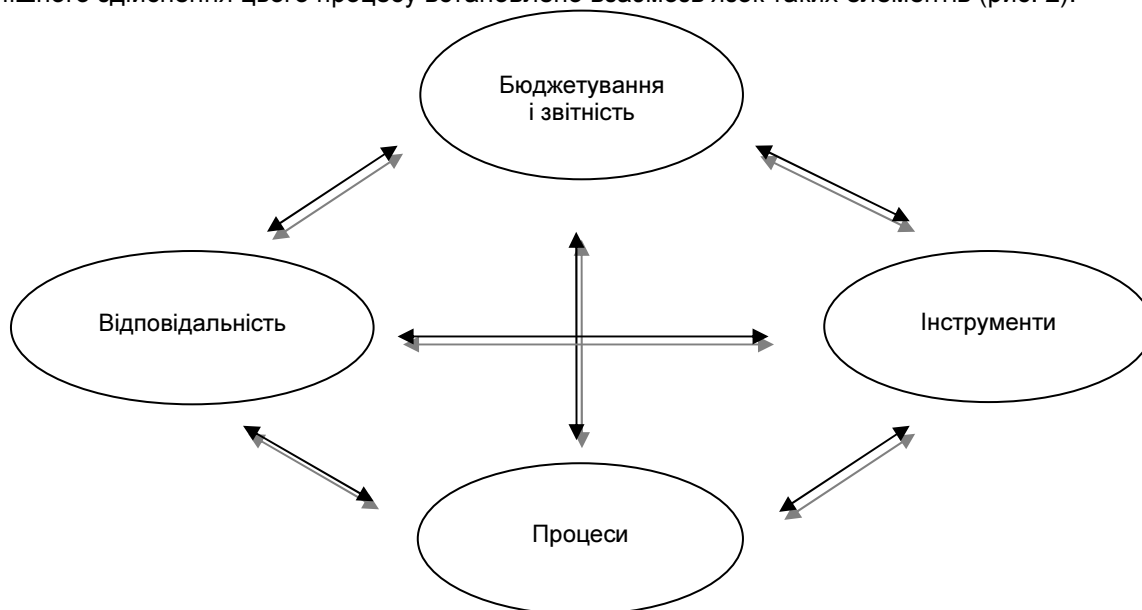 здійснення цього процесу встановлено взаємозв'язок таких елементів (рис. 2).
Бюджетування
і звітність
Відповідальність
Інструменти
Процеси